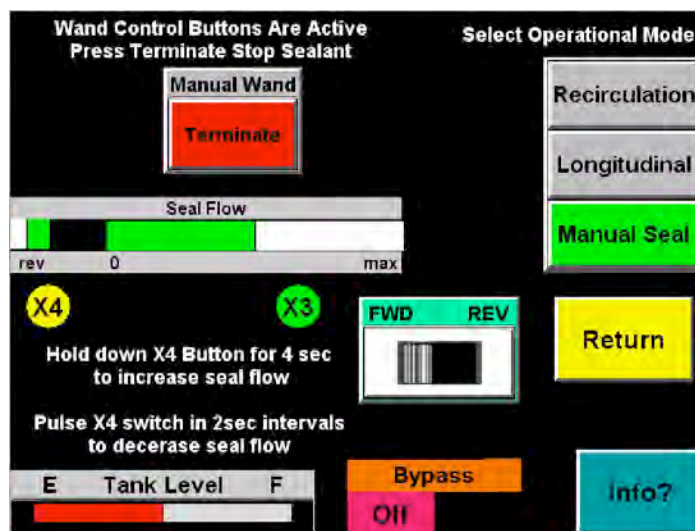 Wand Control Buttons Are Active
Press Terminate Stop Sealant
Select Operational Mode
Manual Wand
Terminate
Recirculation
Longitudinal
Manual Seal
Seal Flow
rev 0 max
X4 X3
FWD REV
Return
Hold down X4 Button for 4 sec
to increase seal flow
Pulse X4 switch in 2sec intervals
to decerase seal flow
E Tank Level F
Bypass
Off
Info?